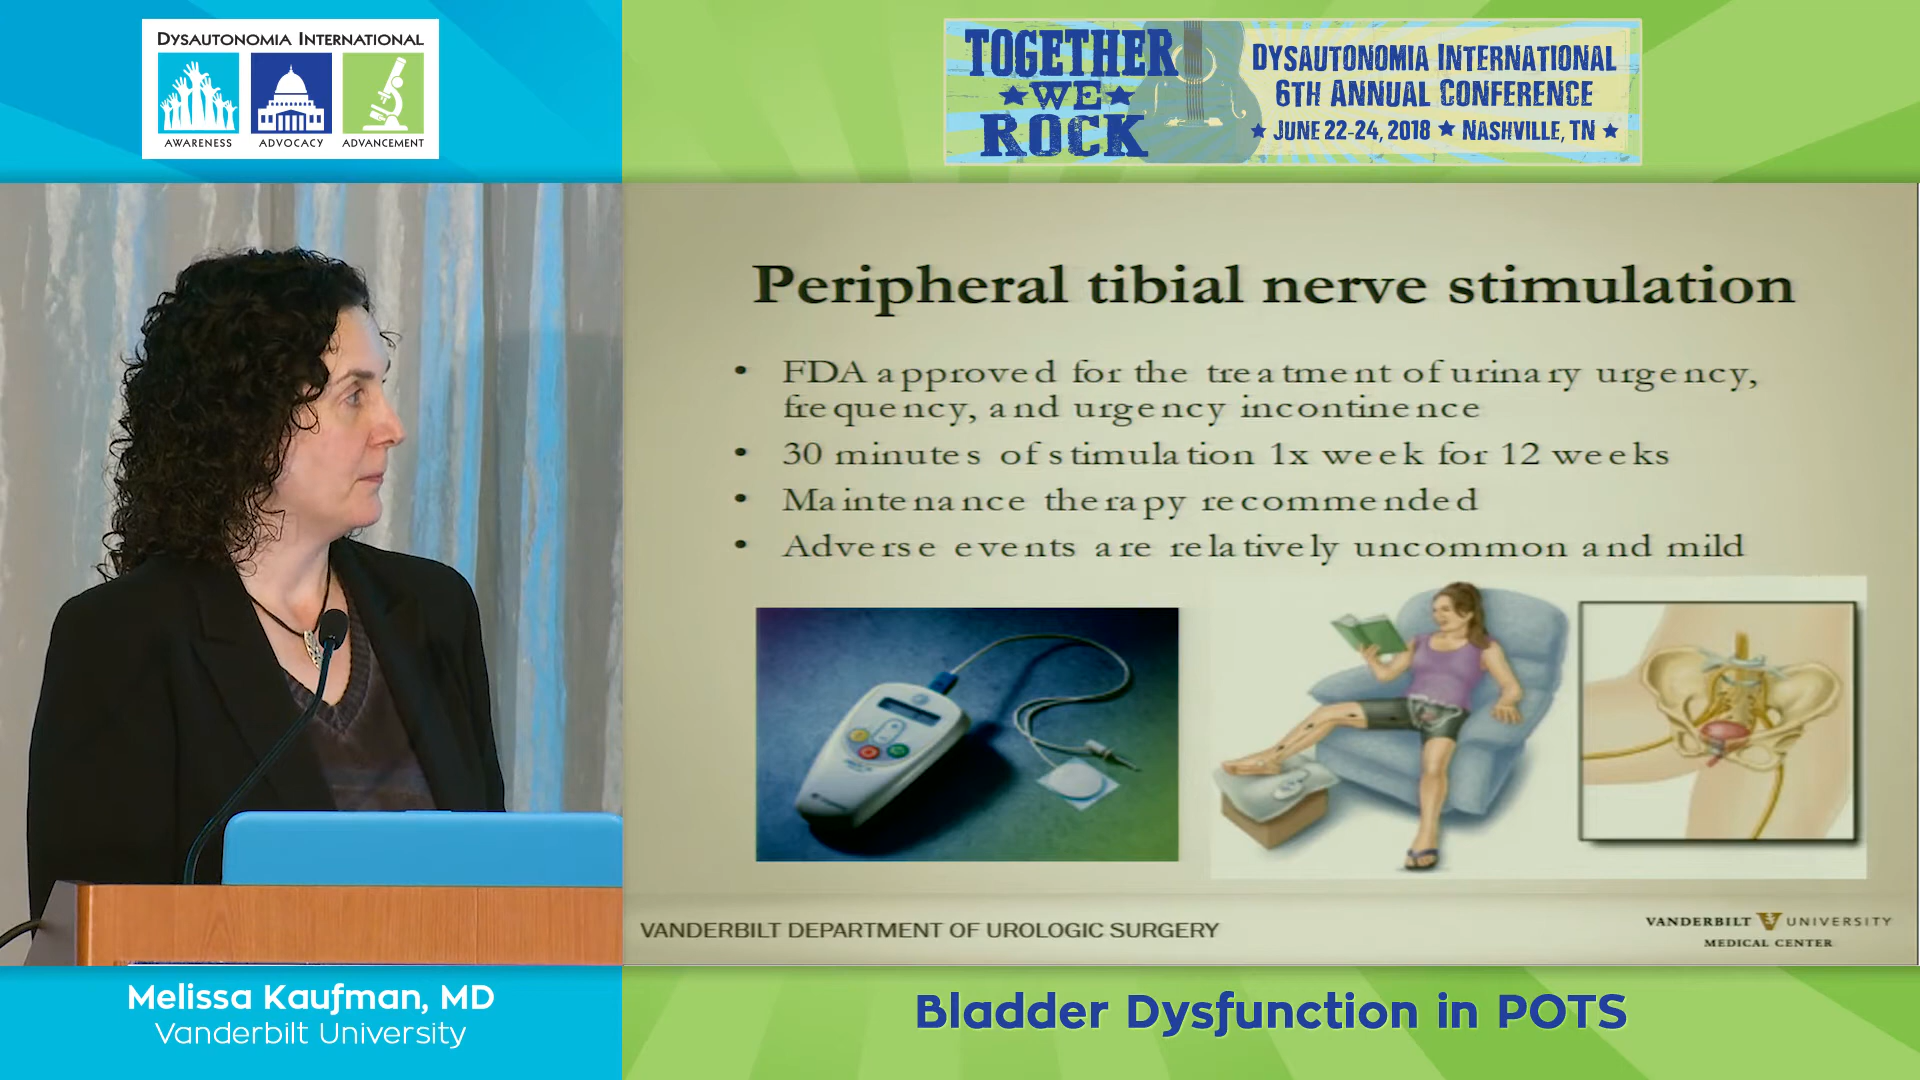 DYSAUTONOMIA INTERNATIONAL
AWARENESS ADVOCACY ADVANCEMENT
TOGETHER
WE
ROCK
DYSAUTONOMIA INTERNATIONAL
6TH ANNUAL CONFERENCE
JUNE 22-24, 2018 NASHVILLE, TN
Peripheral tibial nerve stimulation
• FDA approved for the treatment of urinary urgency,
frequency, and urgency incontinence
• 30 minutes of stimulation 1x week for 12 weeks
• Maintenance therapy recommended
• Adverse events are relatively uncommon and mild
VANDERBILT DEPARTMENT OF UROLOGIC SURGERY
VANDERBILT UNIVERSITY
MEDICAL CENTER
Melissa Kaufman, MD
Vanderbilt University
Bladder Dysfunction in POTS